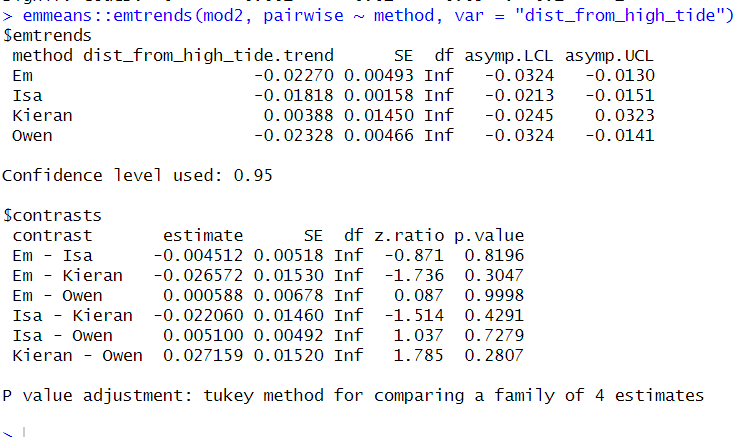 > emmeans::emtrends(mod2, pairwise ~ method, var = "dist_from_high_tide")
$emtrends
 method dist_from_high_tide.trend      SE  df asymp.LCL asymp.UCL
 Em                      -0.02270 0.00493 Inf   -0.0324   -0.0130
 Isa                     -0.01818 0.00158 Inf   -0.0213   -0.0151
 Kieran                   0.00388 0.01450 Inf   -0.0245    0.0323
 Owen                    -0.02328 0.00466 Inf   -0.0324   -0.0141
Confidence level used: 0.95
$contrasts
 contrast       estimate      SE  df z.ratio p.value
 Em - Isa      -0.004512 0.00518 Inf  -0.871  0.8196
 Em - Kieran   -0.026572 0.01530 Inf  -1.736  0.3047
 Em - Owen      0.000588 0.00678 Inf   0.087  0.9998
 Isa - Kieran  -0.022060 0.01460 Inf  -1.514  0.4291
 Isa - Owen     0.005100 0.00492 Inf   1.037  0.7279
 Kieran - Owen  0.027159 0.01520 Inf   1.785  0.2807
P value adjustment: tukey method for comparing a family of 4 estimates
>